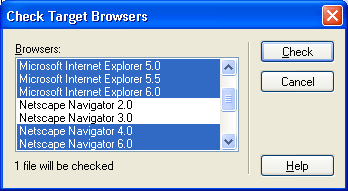 Check Target Browsers
Browsers:
Microsoft Internet Explorer 5.0
Microsoft Internet Explorer 5.5
Microsoft Internet Explorer 6.0
Netscape Navigator 2.0
Netscape Navigator 3.0
Netscape Navigator 4.0
Netscape Navigator 6.0
1 file will be checked
Check
Cancel
Help